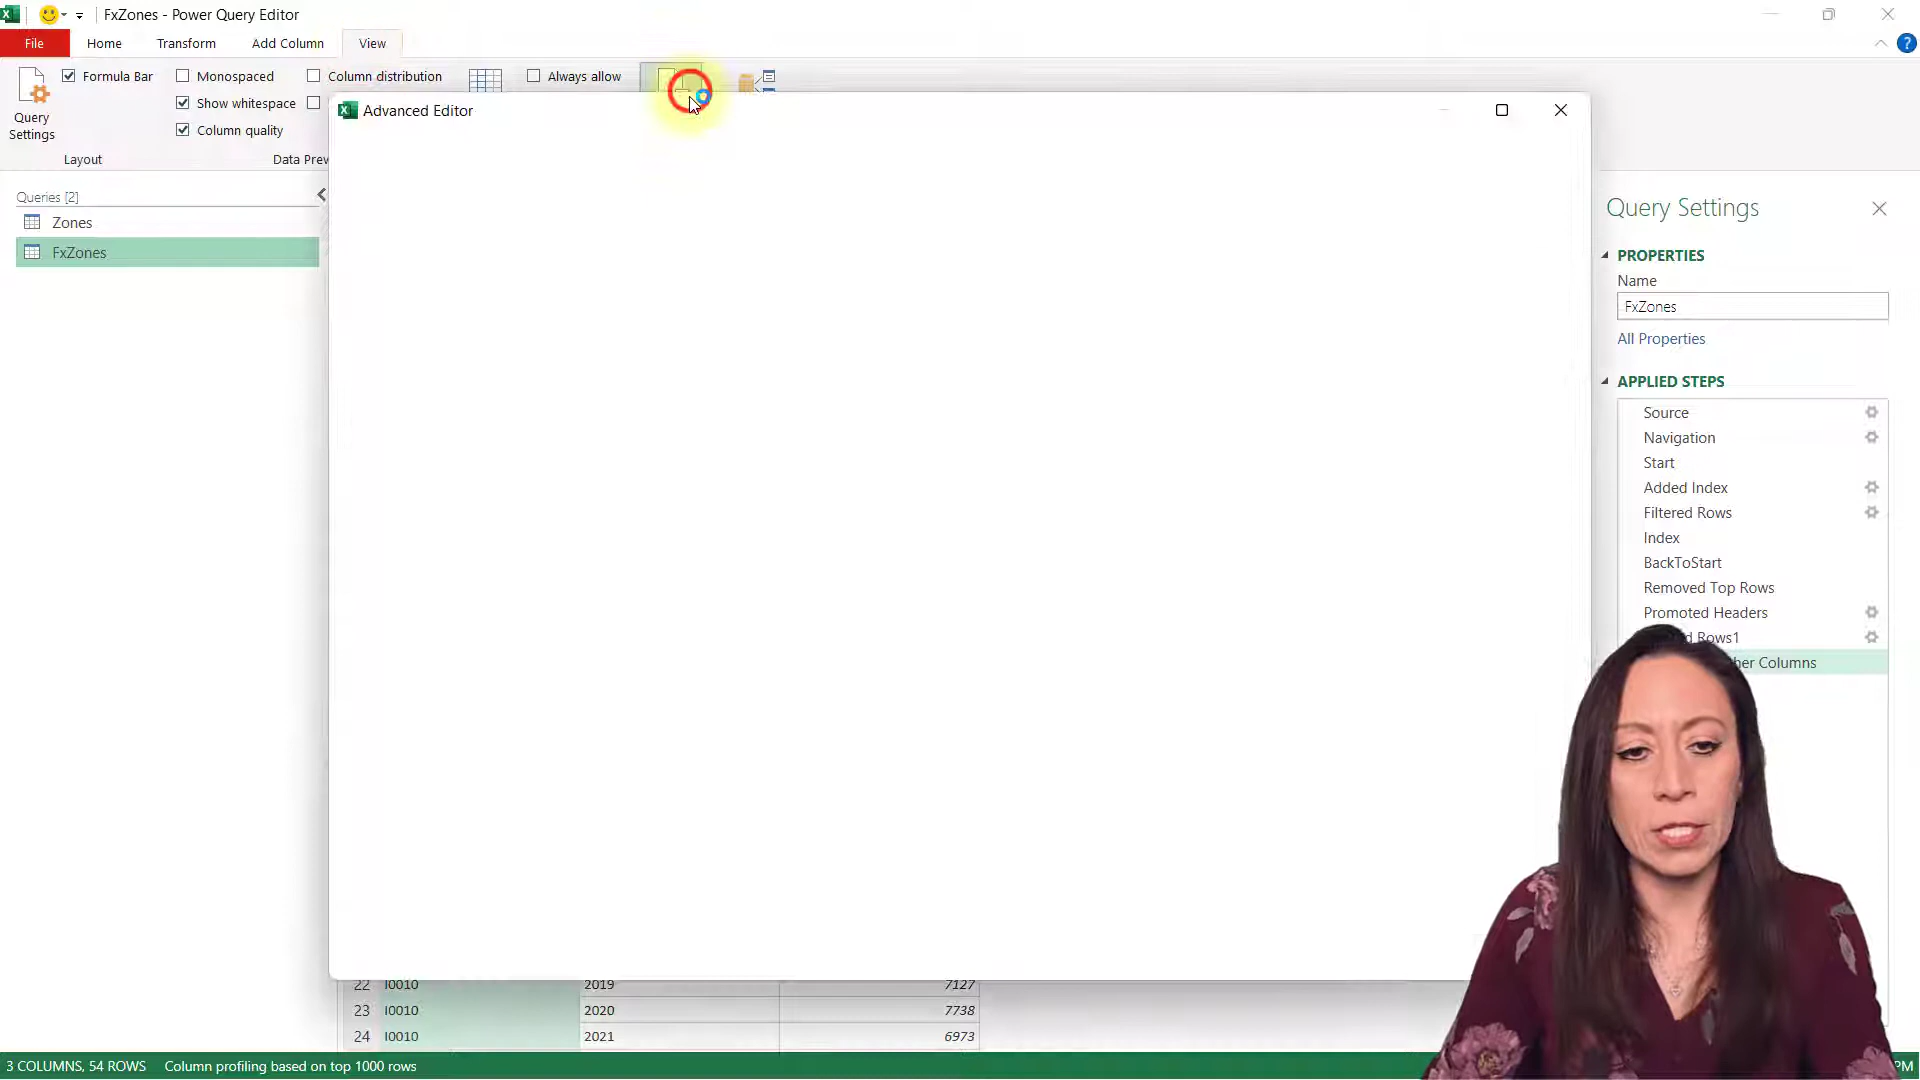 FxZones - Power Query Editor
File Home Transform Add Column View
Formula Bar Monospaced Column distribution Always allow
Show whitespace
Query Settings Column quality
Layout
Advanced Editor
Queries [2]
Zones
FxZones
Query Settings
PROPERTIES
Name
FxZones
All Properties
APPLIED STEPS
Source
Navigation
Start
Added Index
Filtered Rows
Index
BackToStart
Removed Top Rows
Promoted Headers
Rows1
Columns
22 I0010 2019 7127
23 I0010 2020 7738
24 I0010 2021 6973
3 COLUMNS, 54 ROWS Column profiling based on top 1000 rows
PM